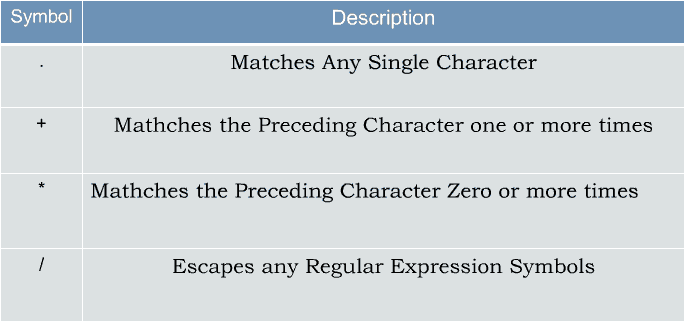 Symbol Description
. Matches Any Single Character
+ Mathches the Preceding Character one or more times
* Mathches the Preceding Character Zero or more times
/ Escapes any Regular Expression Symbols